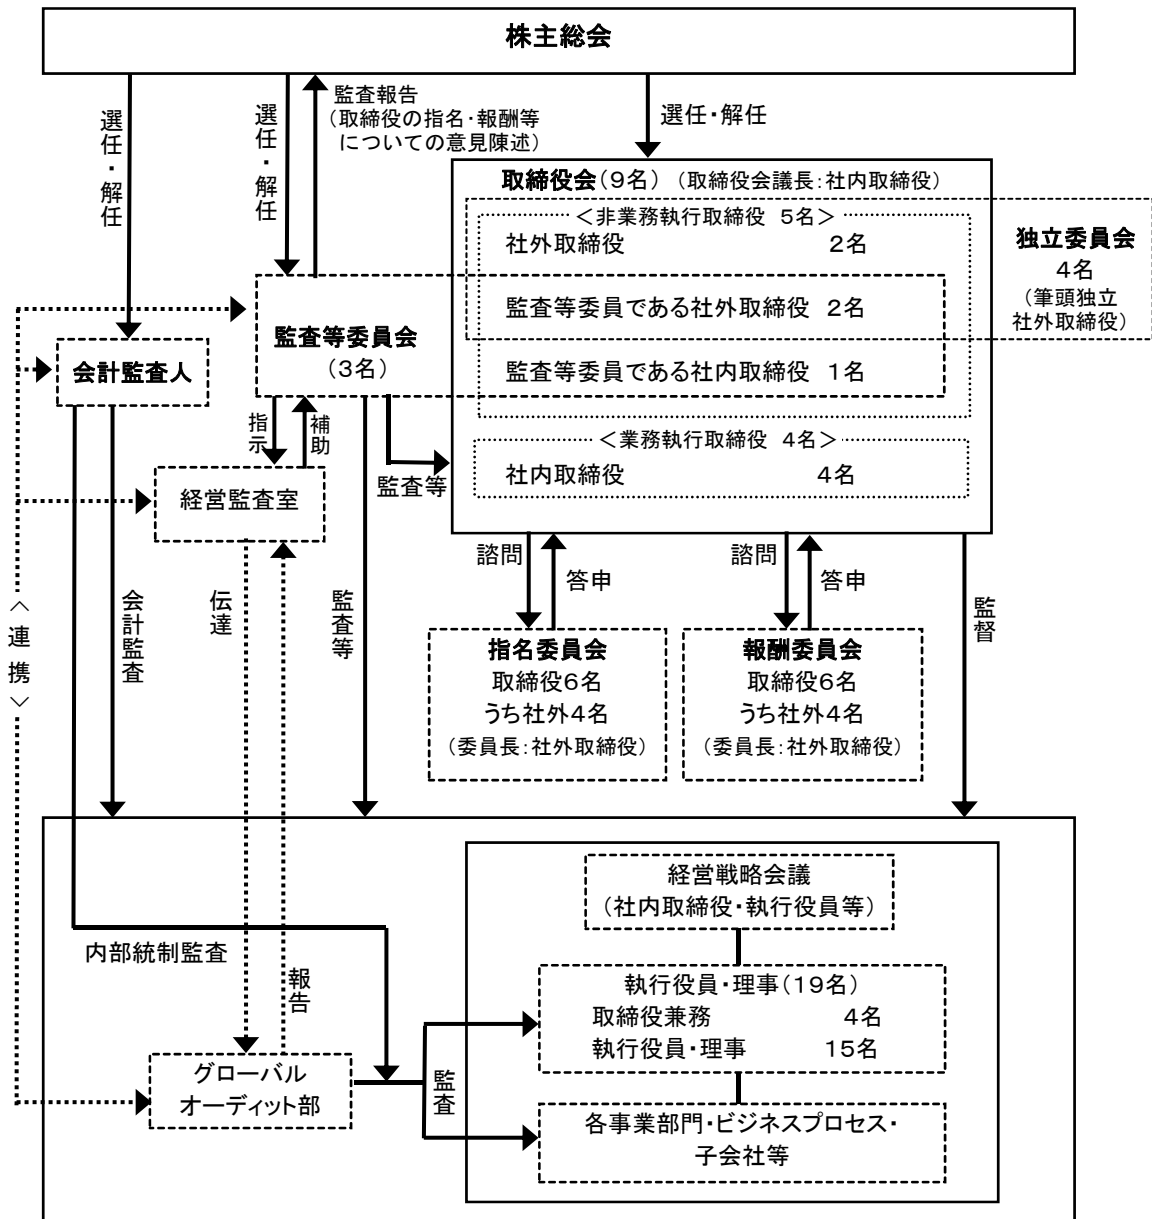 株主総会
選任・解任
選任・解任
監査報告
(取締役の指名・報酬等
についての意見陳述)
選任・解任
取締役会(9名) (取締役会議長:社内取締役)
＜非業務執行取締役 5名＞
社外取締役 2名
監査等委員である社外取締役 2名
監査等委員である社内取締役 1名
＜業務執行取締役 4名＞
社内取締役 4名
独立委員会
4名
(筆頭独立
社外取締役)
監査等委員会
(3名)
会計監査人
指示
補助
監査等
経営監査室
＜連携＞
会計監査
伝達
監査等
諮問
答申
諮問
答申
監督
指名委員会
取締役6名
うち社外4名
(委員長:社外取締役)
報酬委員会
取締役6名
うち社外4名
(委員長:社外取締役)
経営戦略会議
(社内取締役・執行役員等)
内部統制監査
報告
執行役員・理事(19名)
取締役兼務 4名
執行役員・理事 15名
グローバル
オーディット部
監査
各事業部門・ビジネスプロセス・
子会社等